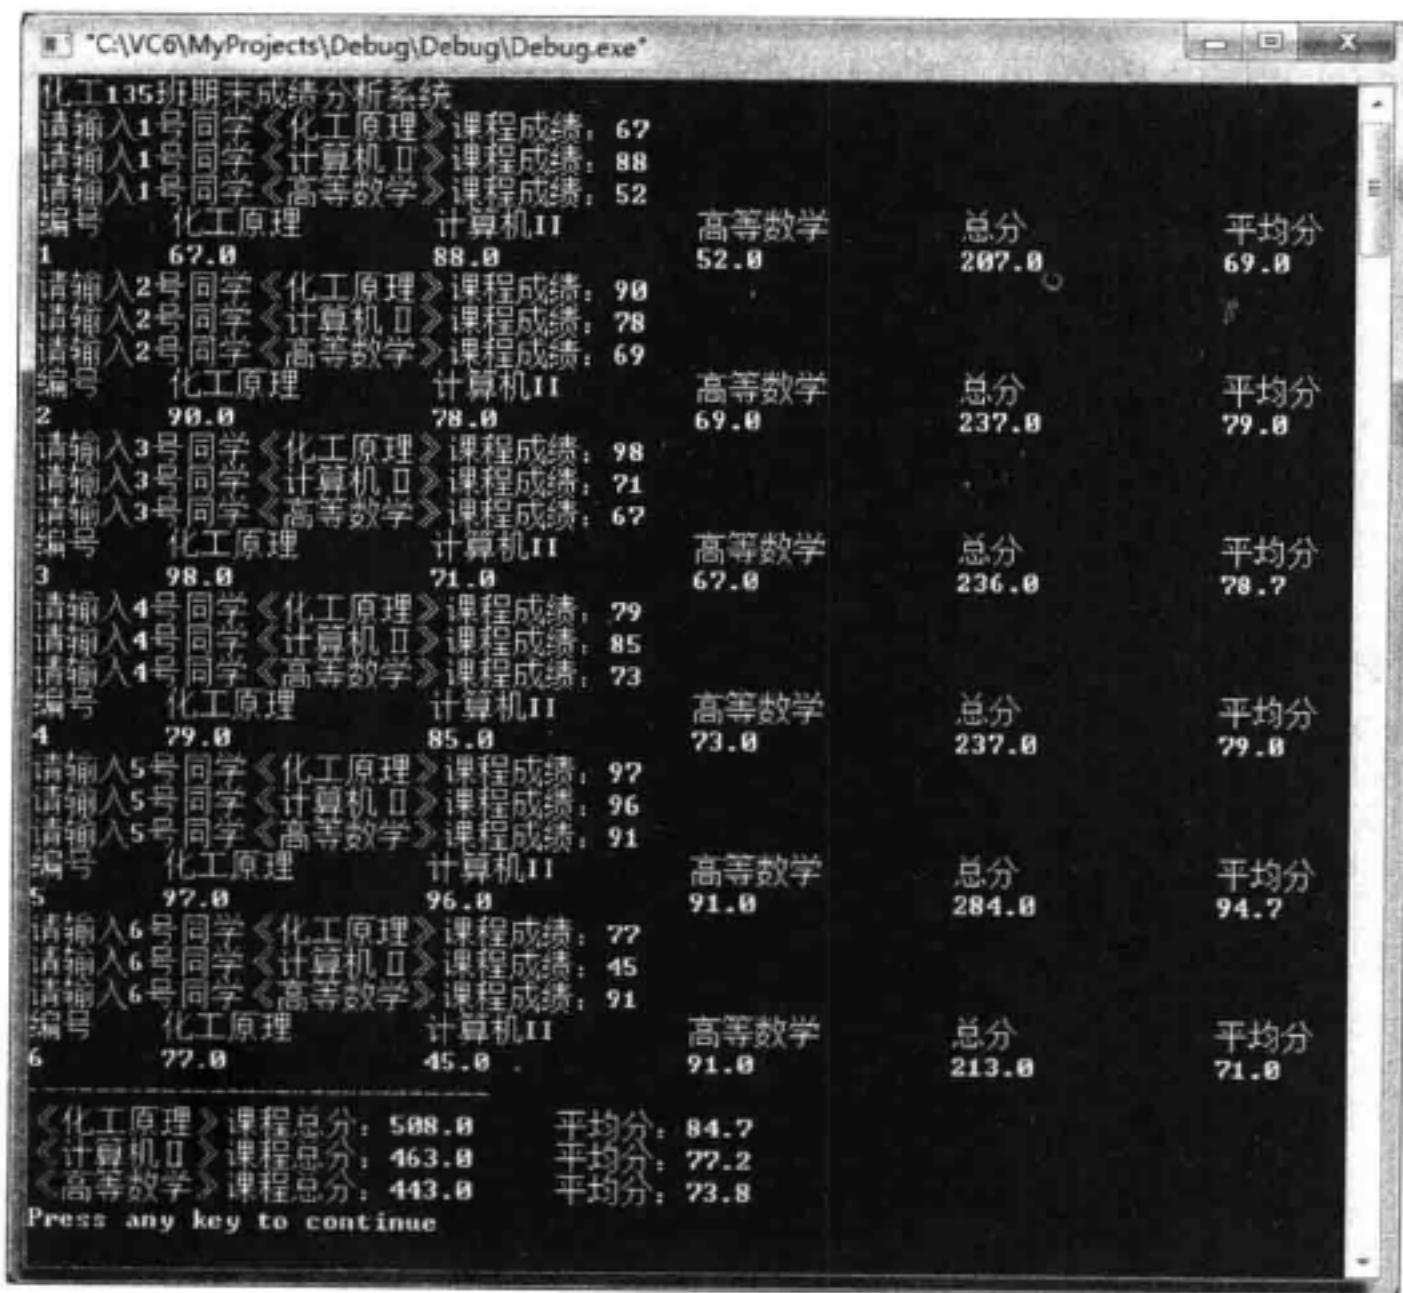 "C:\VC6\MyProjects\Debug\Debug\Debug.exe"
化工135班期末成绩分析系统
请输入1号同学《化工原理》课程成绩：67
请输入1号同学《计算机Ⅱ》课程成绩：88
请输入1号同学《高等数学》课程成绩：52
编号 化工原理 计算机II 高等数学 总分 平均分
1 67.0 88.0 52.0 207.0 69.0
请输入2号同学《化工原理》课程成绩：90
请输入2号同学《计算机Ⅱ》课程成绩：78
请输入2号同学《高等数学》课程成绩：69
编号 化工原理 计算机II 高等数学 总分 平均分
2 90.0 78.0 69.0 237.0 79.0
请输入3号同学《化工原理》课程成绩：98
请输入3号同学《计算机Ⅱ》课程成绩：71
请输入3号同学《高等数学》课程成绩：67
编号 化工原理 计算机II 高等数学 总分 平均分
3 98.0 71.0 67.0 236.0 78.7
请输入4号同学《化工原理》课程成绩：79
请输入4号同学《计算机Ⅱ》课程成绩：85
请输入4号同学《高等数学》课程成绩：73
编号 化工原理 计算机II 高等数学 总分 平均分
4 79.0 85.0 73.0 237.0 79.0
请输入5号同学《化工原理》课程成绩：97
请输入5号同学《计算机Ⅱ》课程成绩：96
请输入5号同学《高等数学》课程成绩：91
编号 化工原理 计算机II 高等数学 总分 平均分
5 97.0 96.0 91.0 284.0 94.7
请输入6号同学《化工原理》课程成绩：77
请输入6号同学《计算机Ⅱ》课程成绩：45
请输入6号同学《高等数学》课程成绩：91
编号 化工原理 计算机II 高等数学 总分 平均分
6 77.0 45.0 91.0 213.0 71.0
《化工原理》课程总分：508.0 平均分：84.7
《计算机Ⅱ》课程总分：463.0 平均分：77.2
《高等数学》课程总分：443.0 平均分：73.8
Press any key to continue